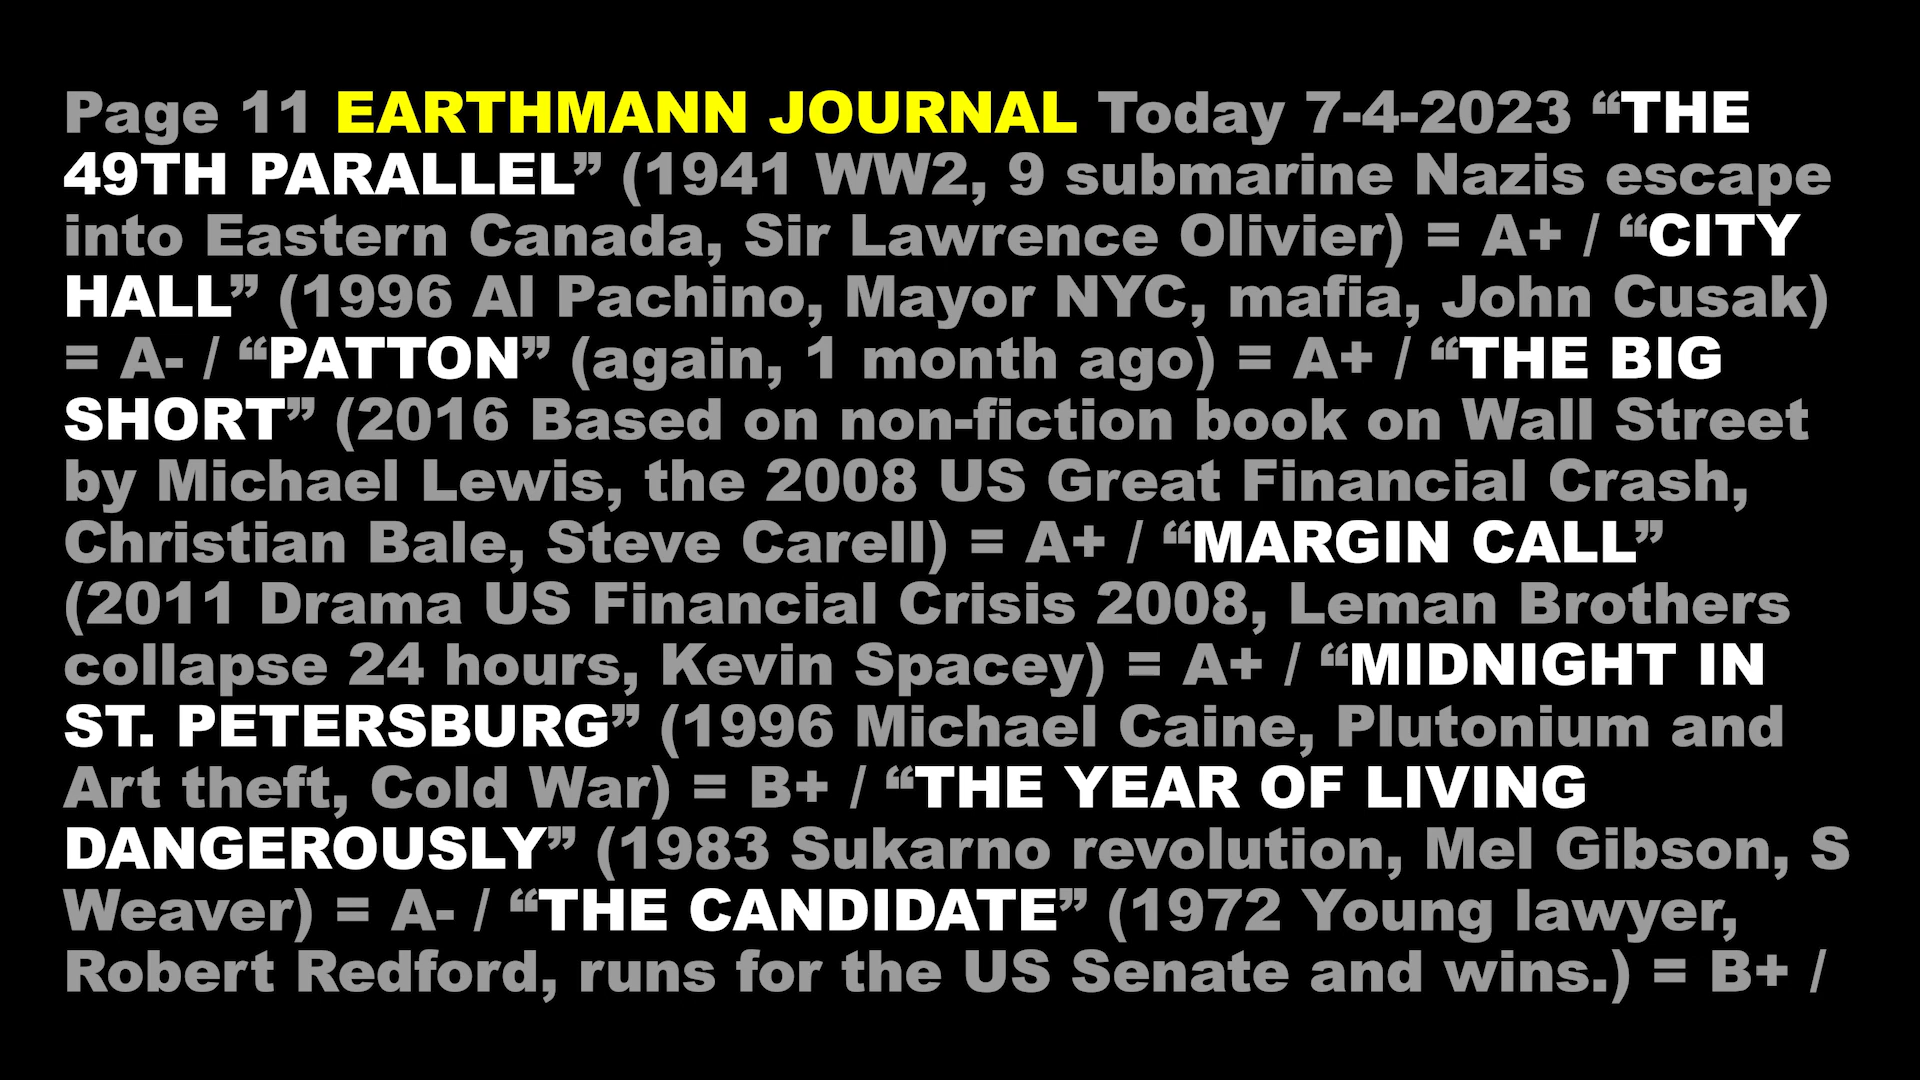 Page 11 EARTHMANN JOURNAL Today 7-4-2023 “THE
49TH PARALLEL” (1941 WW2, 9 submarine Nazis escape
into Eastern Canada, Sir Lawrence Olivier) = A+ / “CITY
HALL” (1996 Al Pachino, Mayor NYC, mafia, John Cusak)
= A- / “PATTON” (again, 1 month ago) = A+ / “THE BIG
SHORT” (2016 Based on non-fiction book on Wall Street
by Michael Lewis, the 2008 US Great Financial Crash,
Christian Bale, Steve Carell) = A+ / “MARGIN CALL”
(2011 Drama US Financial Crisis 2008, Leman Brothers
collapse 24 hours, Kevin Spacey) = A+ / “MIDNIGHT IN
ST. PETERSBURG” (1996 Michael Caine, Plutonium and
Art theft, Cold War) = B+ / “THE YEAR OF LIVING
DANGEROUSLY” (1983 Sukarno revolution, Mel Gibson, S
Weaver) = A- / “THE CANDIDATE” (1972 Young lawyer,
Robert Redford, runs for the US Senate and wins.) = B+ /